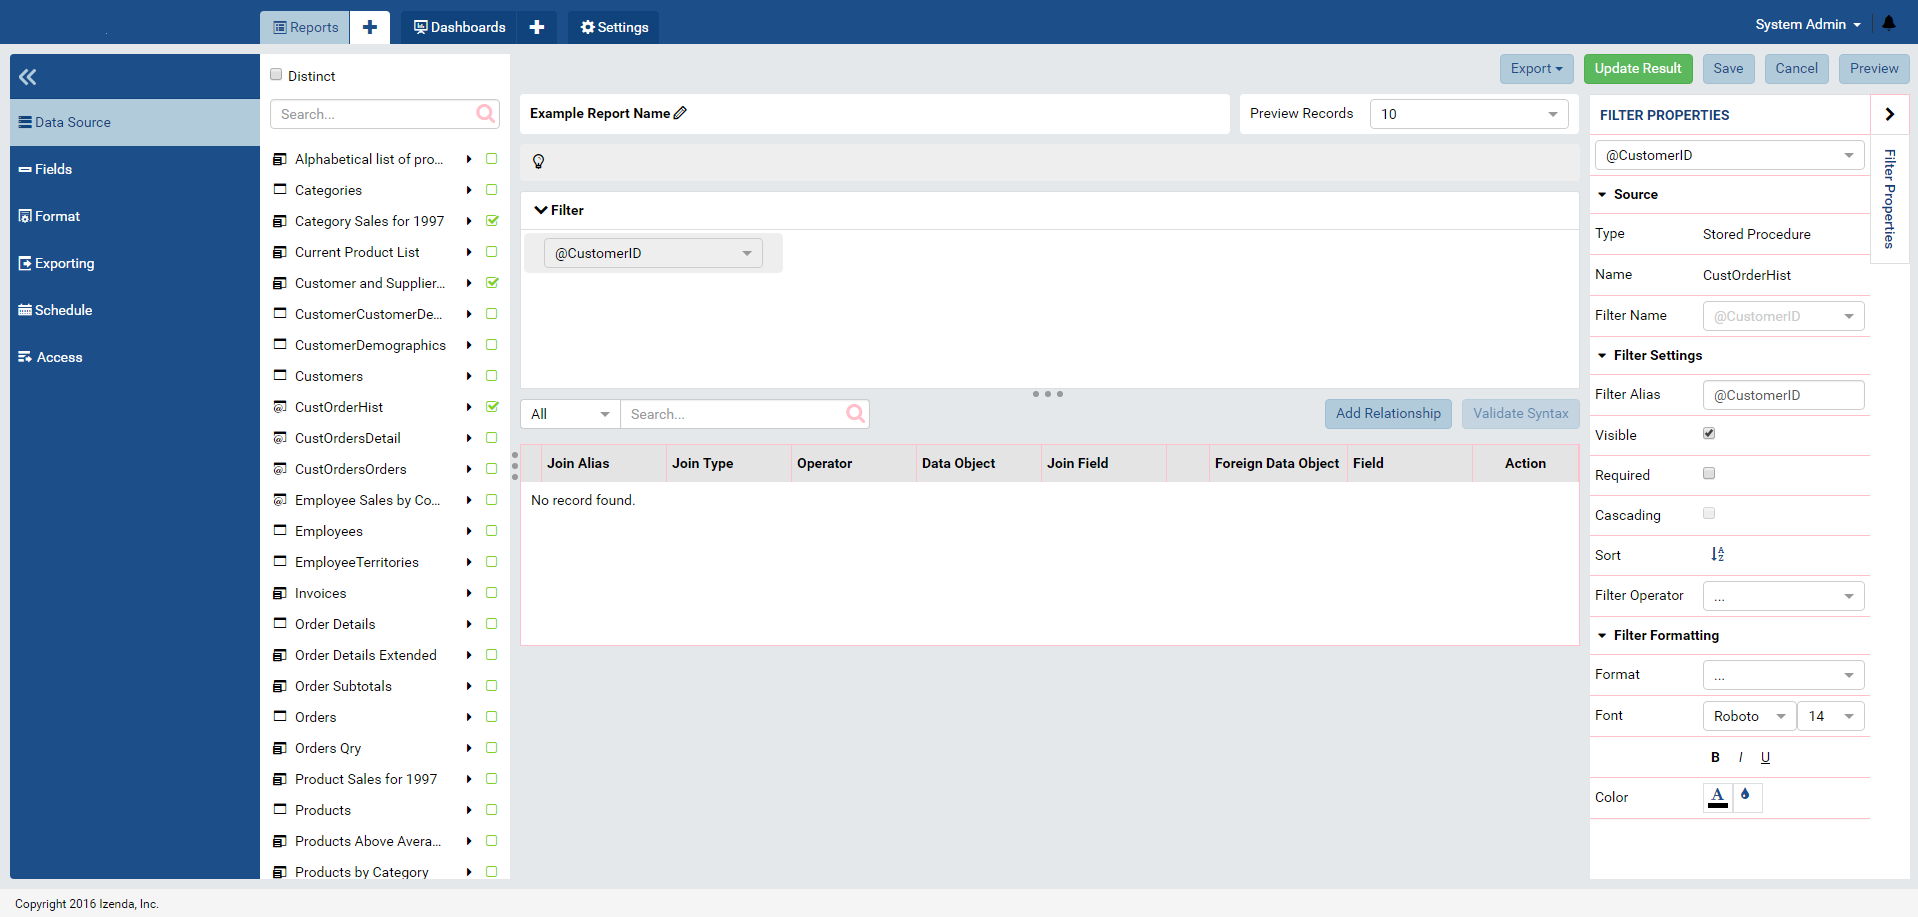 Reports
Dashboards
Settings
System Admin
Data Source
Fields
Format
Exporting
Schedule
Access
Distinct
Search...
Alphabetical list of pro...
Categories
Category Sales for 1997
Current Product List
Customer and Supplier...
CustomerCustomerDe...
CustomerDemographics
Customers
CustOrderHist
CustOrdersDetail
CustOrdersOrders
Employee Sales by Co...
Employees
EmployeeTerritories
Invoices
Order Details
Order Details Extended
Order Subtotals
Orders
Orders Qry
Product Sales for 1997
Products
Products Above Avera...
Products by Category
Export
Update Result
Save
Cancel
Preview
Example Report Name
Preview Records
10
Filter
@CustomerID
All
Search...
Add Relationship
Validate Syntax
Join Alias
Join Type
Operator
Data Object
Join Field
Foreign Data Object
Field
Action
No record found.
FILTER PROPERTIES
Filter Properties
@CustomerID
Source
Type
Stored Procedure
Name
CustOrderHist
Filter Name
@CustomerID
Filter Settings
Filter Alias
@CustomerID
Visible
Required
Cascading
Sort
Filter Operator
...
Filter Formatting
Format
...
Font
Roboto
14
B
I
U
Color
A
Copyright 2016 Izenda, Inc.